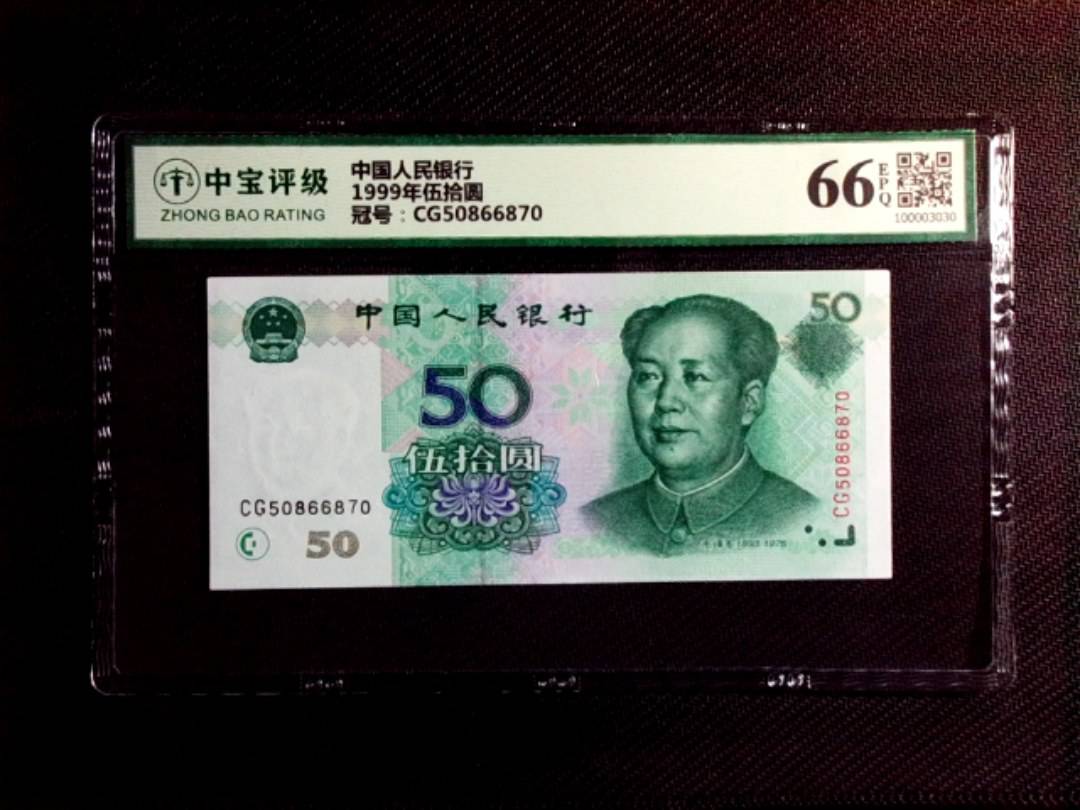 中宝评级
ZHONG BAO RATING
中国人民银行
1999年伍拾圆
冠号：CG50866870
66
EPQ
100003030
中国人民银行
50
50
伍拾圆
CG50866870
CG50866870
50